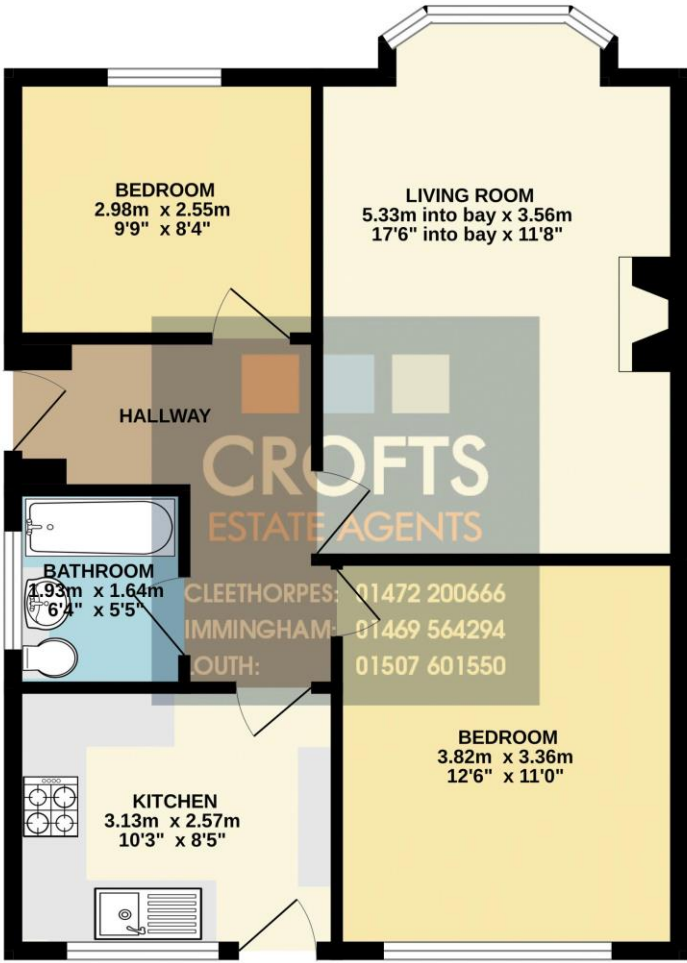 BEDROOM
2.98m x 2.55m
9'9" x 8'4"
LIVING ROOM
5.33m into bay x 3.56m
17'6" into bay x 11'8"
HALLWAY
CROFTS
ESTATE AGENTS
BATHROOM
1.93m x 1.64m
6'4" x 5'5"
CLEETHORPES: 01472 200666
IMMINGHAM: 01469 564294
LOUTH: 01507 601550
BEDROOM
3.82m x 3.36m
12'6" x 11'0"
KITCHEN
3.13m x 2.57m
10'3" x 8'5"